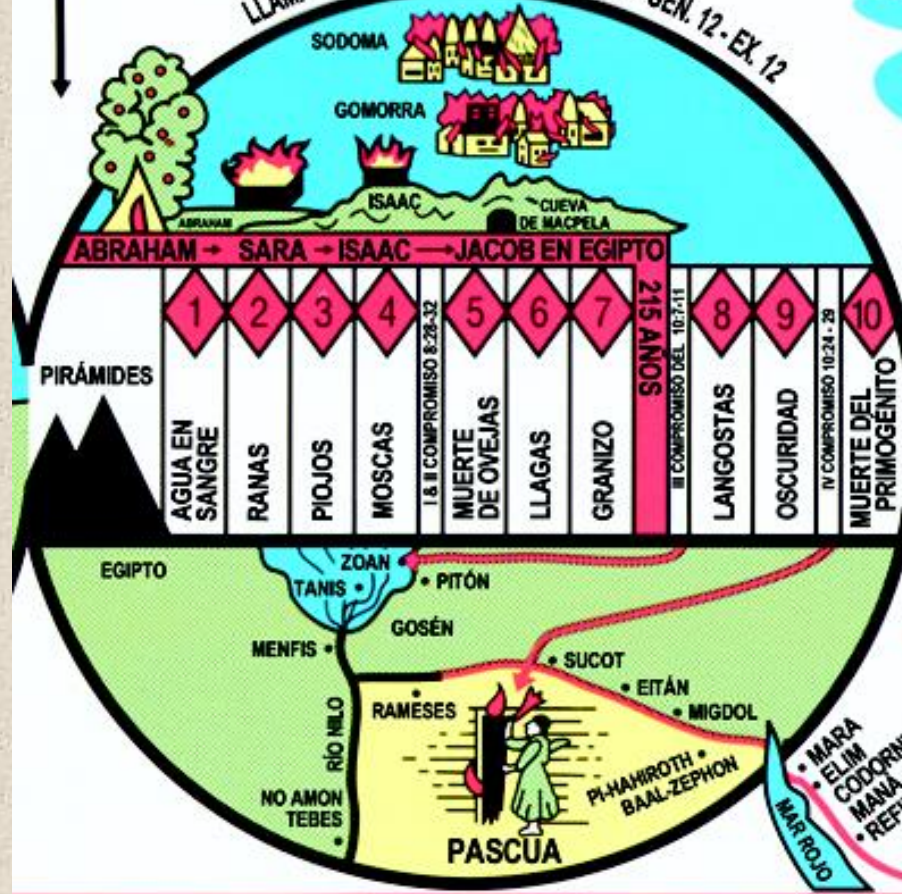 GEN. 12 - EX. 12
SODOMA
GOMORRA
ABRAHAM
ISAAC
CUEVA
DE MACPELA
ABRAHAM → SARA → ISAAC → JACOB EN EGIPTO
215 AÑOS
PIRÁMIDES
1
AGUA EN
SANGRE
2
RANAS
3
PIOJOS
4
MOSCAS
I & II COMPROMISO 8:28-32
5
MUERTE
DE OVEJAS
6
LLAGAS
7
GRANIZO
III COMPROMISO DEL 10:7-11
8
LANGOSTAS
9
OSCURIDAD
IV COMPROMISO 10:24 - 29
10
MUERTE DEL
PRIMOGÉNITO
EGIPTO
ZOAN
TANIS
PITÓN
GOSÉN
MENFIS
SUCOT
EITÁN
MIGDOL
RAMESES
RÍO NILO
PI-HAHIROTH
BAAL-ZEPHON
NO AMON
TEBES
PASCUA
MAR ROJO
MARA
ELIM
MANÁ